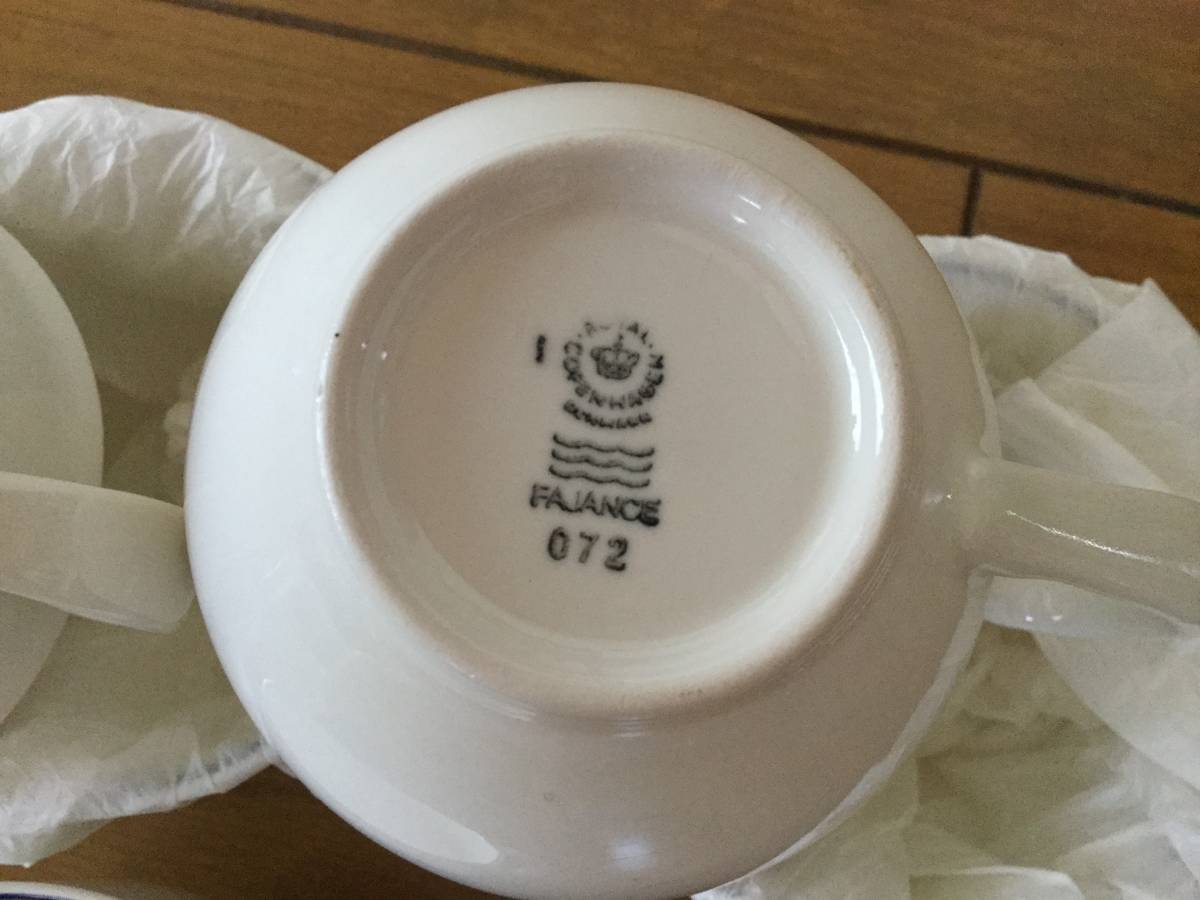 1
ROYAL
COPENHAGEN
DENMARK
FAJANCE
072